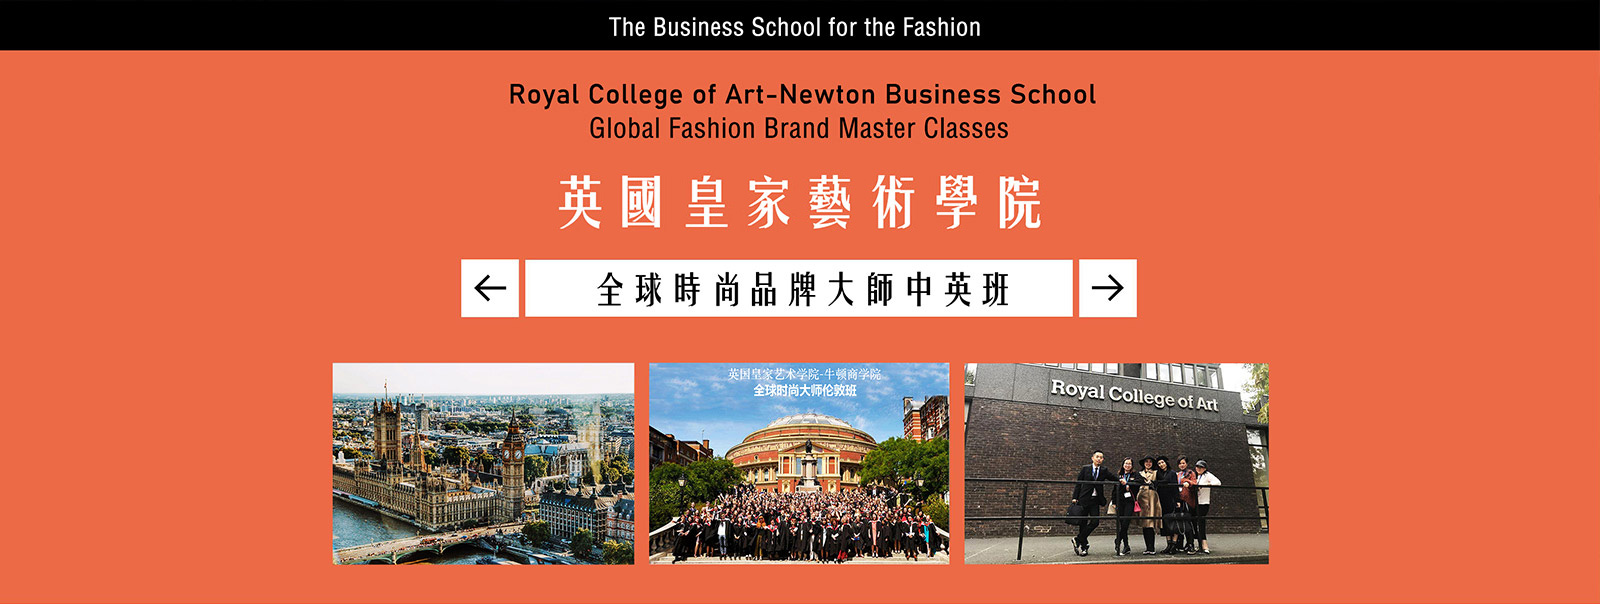 The Business School for the Fashion
Royal College of Art-Newton Business School
Global Fashion Brand Master Classes
英國皇家藝術學院
← 全球時尚品牌大師中英班 →
英国皇家艺术学院-牛顿商学院
全球时尚大师伦敦班
Royal College of Art